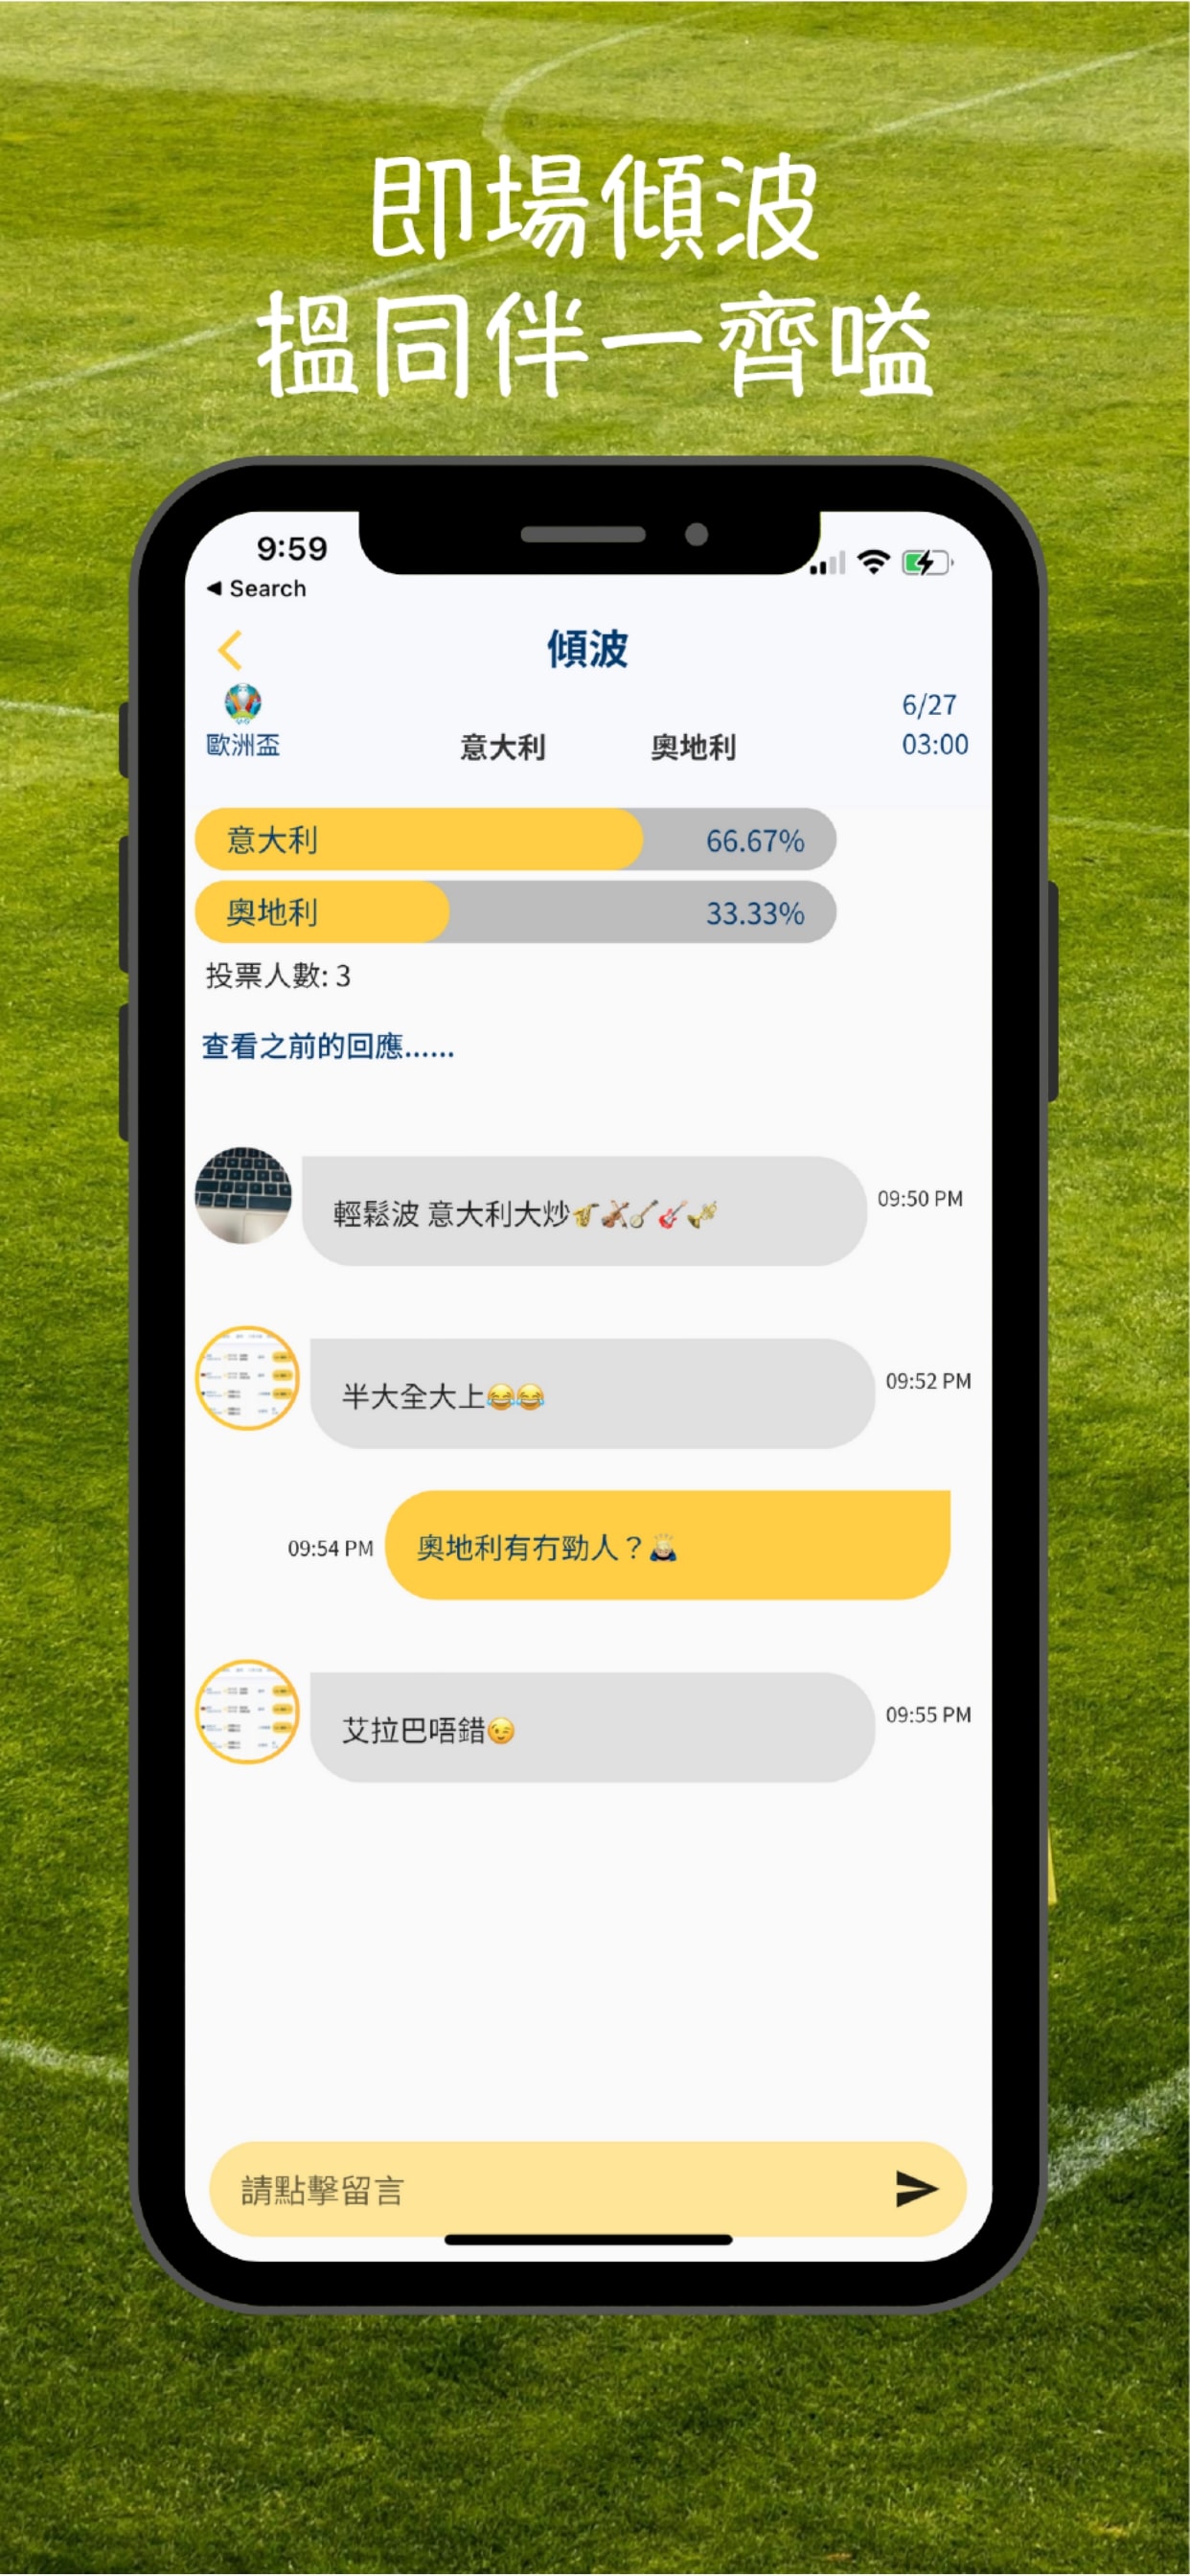 即場傾波
搵同伴一齊嗌
9:59
◀ Search
傾波
歐洲盃
意大利 奧地利
6/27
03:00
意大利 66.67%
奧地利 33.33%
投票人數: 3
查看之前的回應......
輕鬆波 意大利大炒🎷🎻🪕🎸🎺
09:50 PM
半大全大上😂😂
09:52 PM
09:54 PM
奧地利有冇勁人？🙇
艾拉巴唔錯😉
09:55 PM
請點擊留言